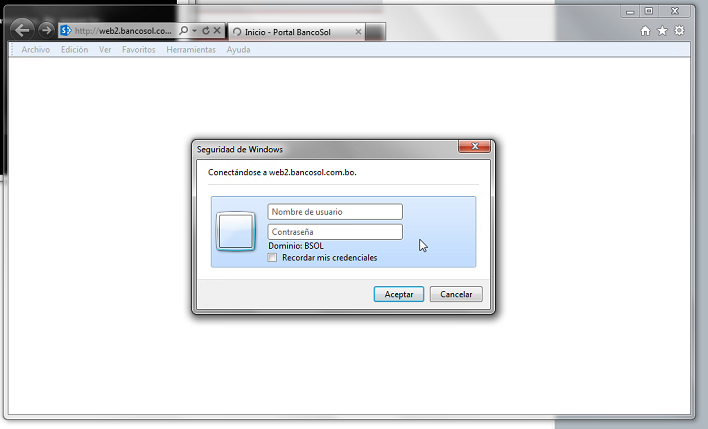 http://web2.bancosol.co...
Inicio - Portal BancoSol
Archivo Edición Ver Favoritos Herramientas Ayuda
Seguridad de Windows
Conectándose a web2.bancosol.com.bo.
Nombre de usuario
Contraseña
Dominio: BSOL
Recordar mis credenciales
Aceptar Cancelar